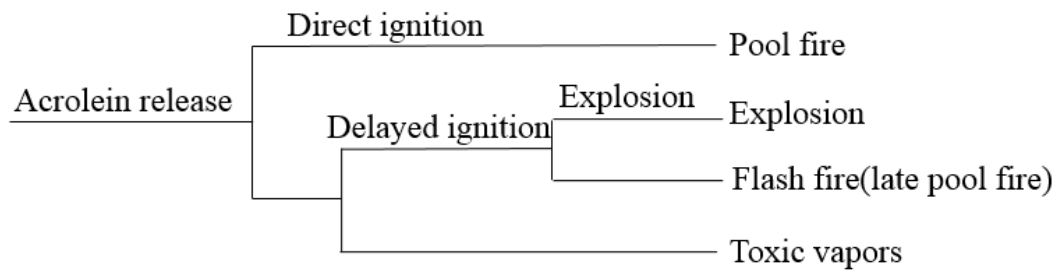 Direct ignition
Pool fire
Acrolein release
Explosion
Explosion
Delayed ignition
Flash fire(late pool fire)
Toxic vapors